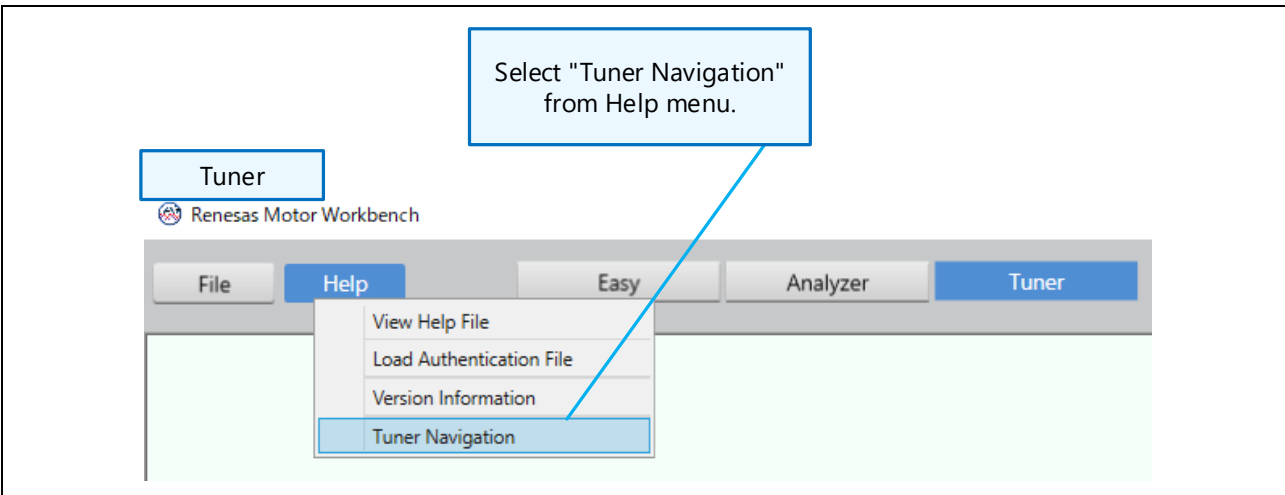 Select "Tuner Navigation"
from Help menu.
Tuner
Renesas Motor Workbench
File Help Easy Analyzer Tuner
View Help File
Load Authentication File
Version Information
Tuner Navigation